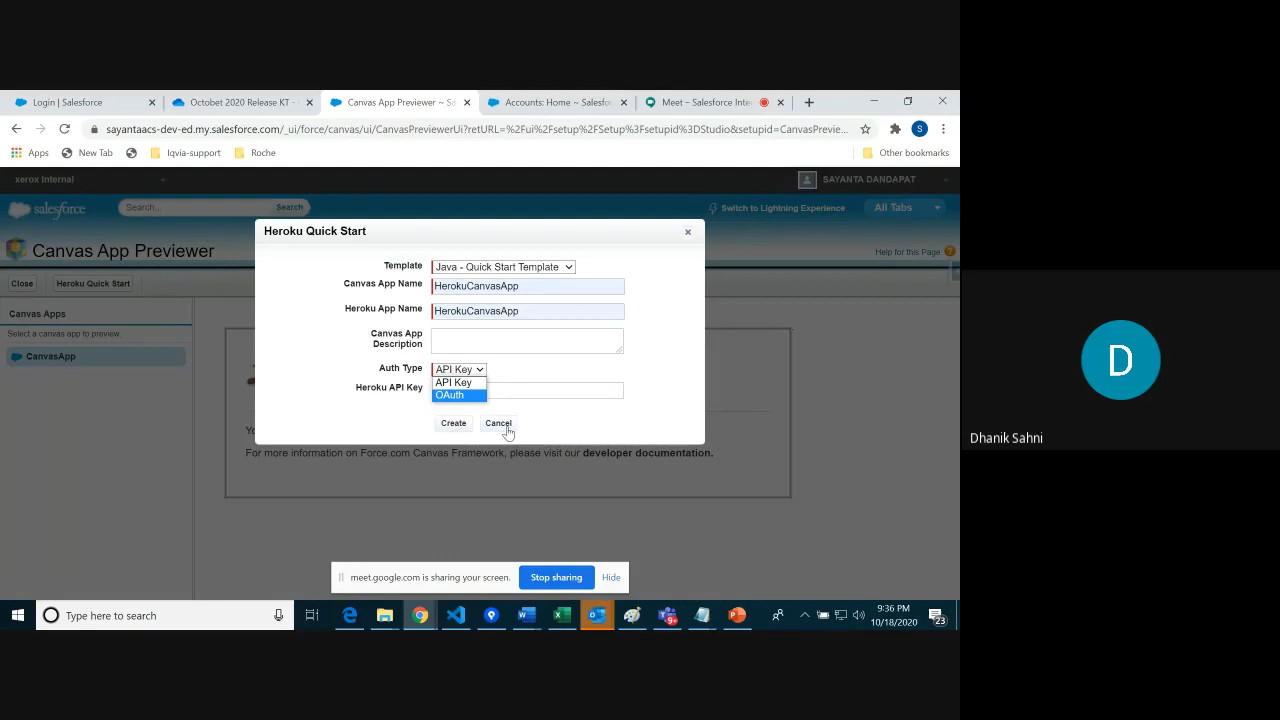 Login | Salesforce
Octobet 2020 Release KT -
Canvas App Previewer ~ Sa
Accounts: Home ~ Salesfo
Meet – Salesforce Inte
sayantaacs-dev-ed.my.salesforce.com/_ui/force/canvas/ui/CanvasPreviewerUi?retURL=%2Fui%2Fsetup%2FSetup%3Fsetupid%3DStudio&setupid=CanvasPrevie...
S
Apps
New Tab
Iqvia-support
Roche
Other bookmarks
xerox Internal
SAYANTA DANDAPAT
salesforce
Search...
Search
Switch to Lightning Experience
All Tabs
Canvas App Previewer
Help for this Page
Close
Heroku Quick Start
Canvas Apps
Select a canvas app to preview.
CanvasApp
Heroku Quick Start
Template
Java - Quick Start Template
Canvas App Name
HerokuCanvasApp
Heroku App Name
HerokuCanvasApp
Canvas App
Description
Auth Type
API Key
API Key
OAuth
Heroku API Key
Create
Cancel
For more information on Force.com Canvas Framework, please visit our developer documentation.
meet.google.com is sharing your screen.
Stop sharing
Hide
Type here to search
9:36 PM
10/18/2020
23
D
Dhanik Sahni